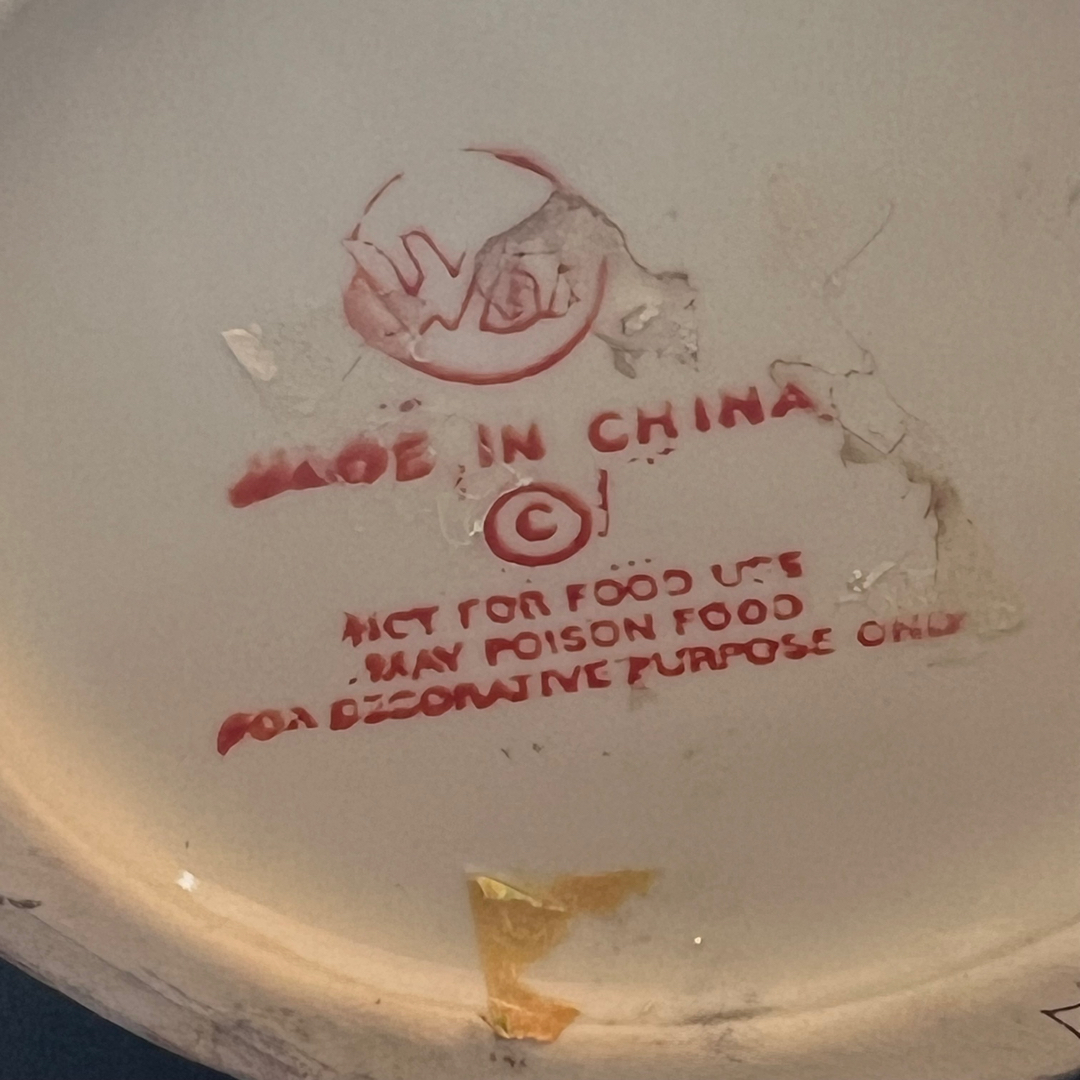 MADE IN CHINA
©
NOT FOR FOOD USE
MAY POISON FOOD
FOR DECORATIVE PURPOSE ONLY